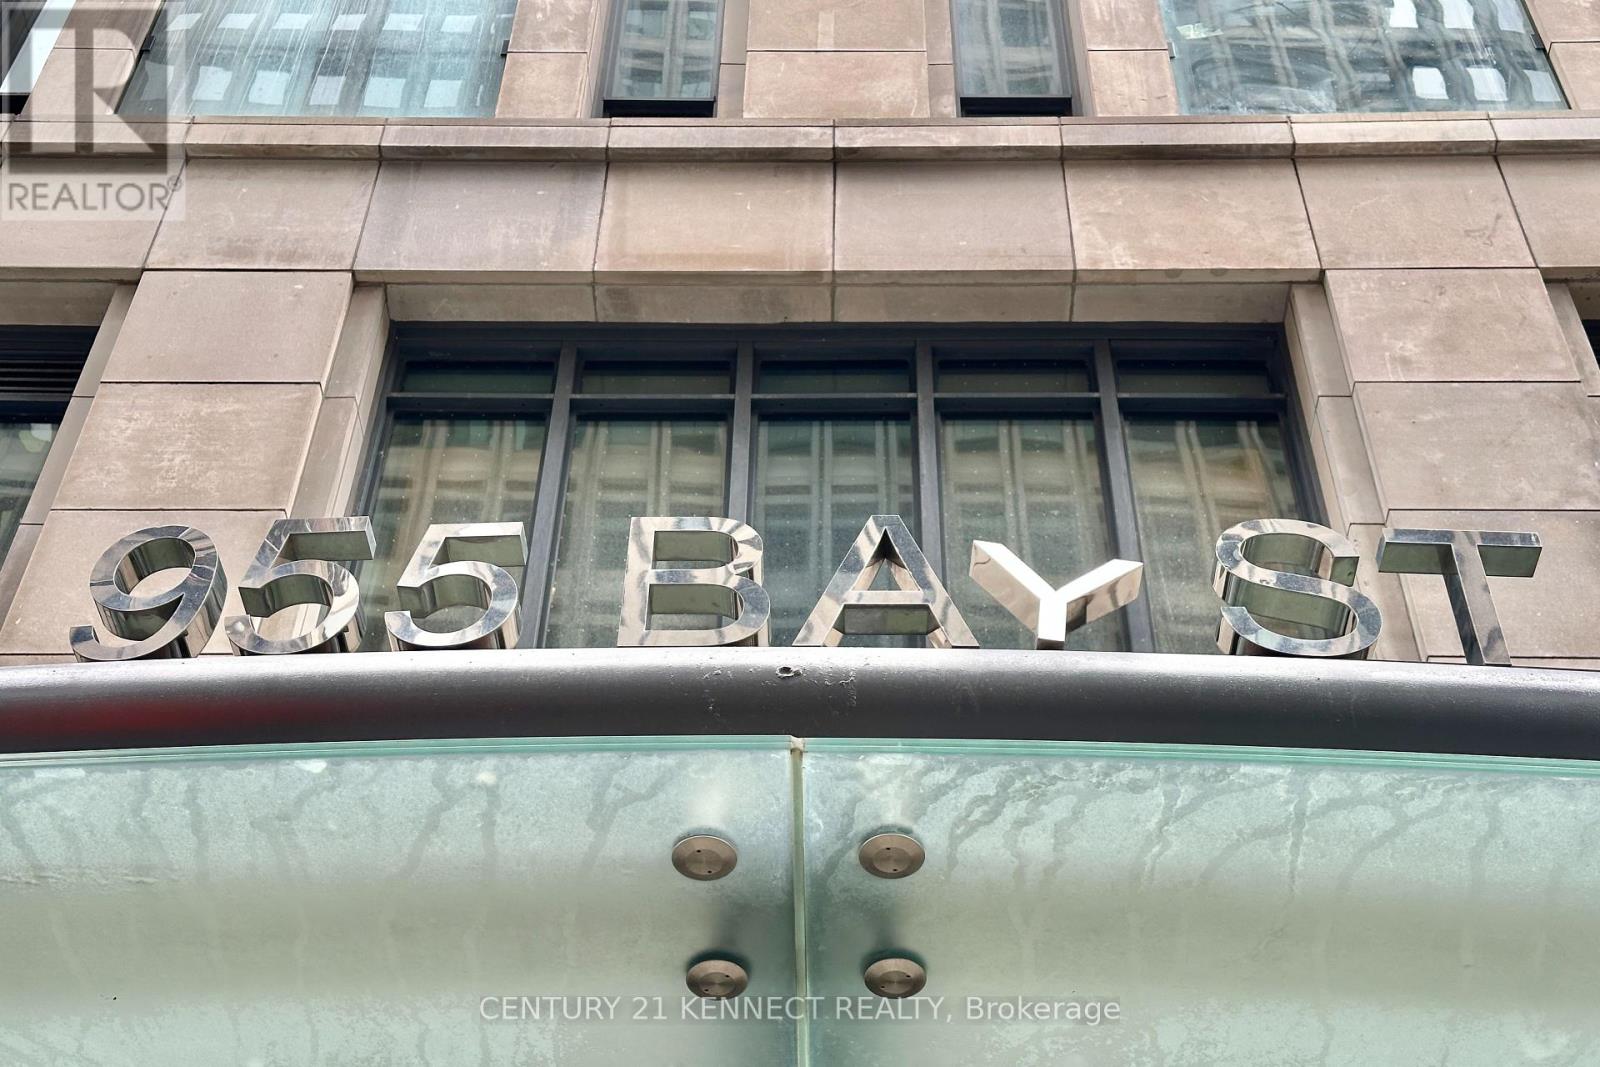 REALTOR®
955 BAY ST
CENTURY 21 KENNECT REALTY, Brokerage